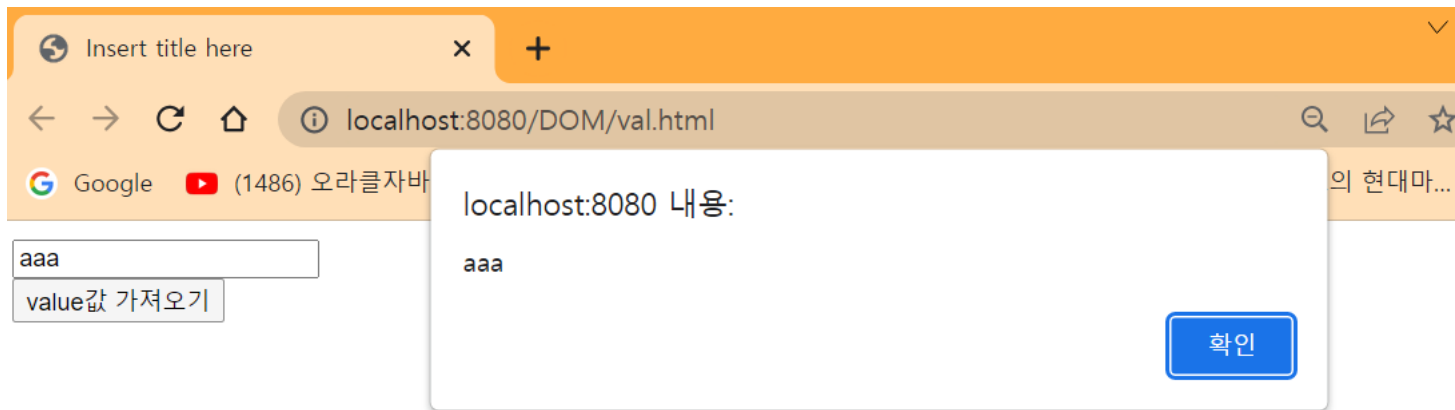 Insert title here
localhost:8080/DOM/val.html
Google (1486) 오라클자바 의 현대마...
localhost:8080 내용:
aaa
확인
aaa
value값 가져오기